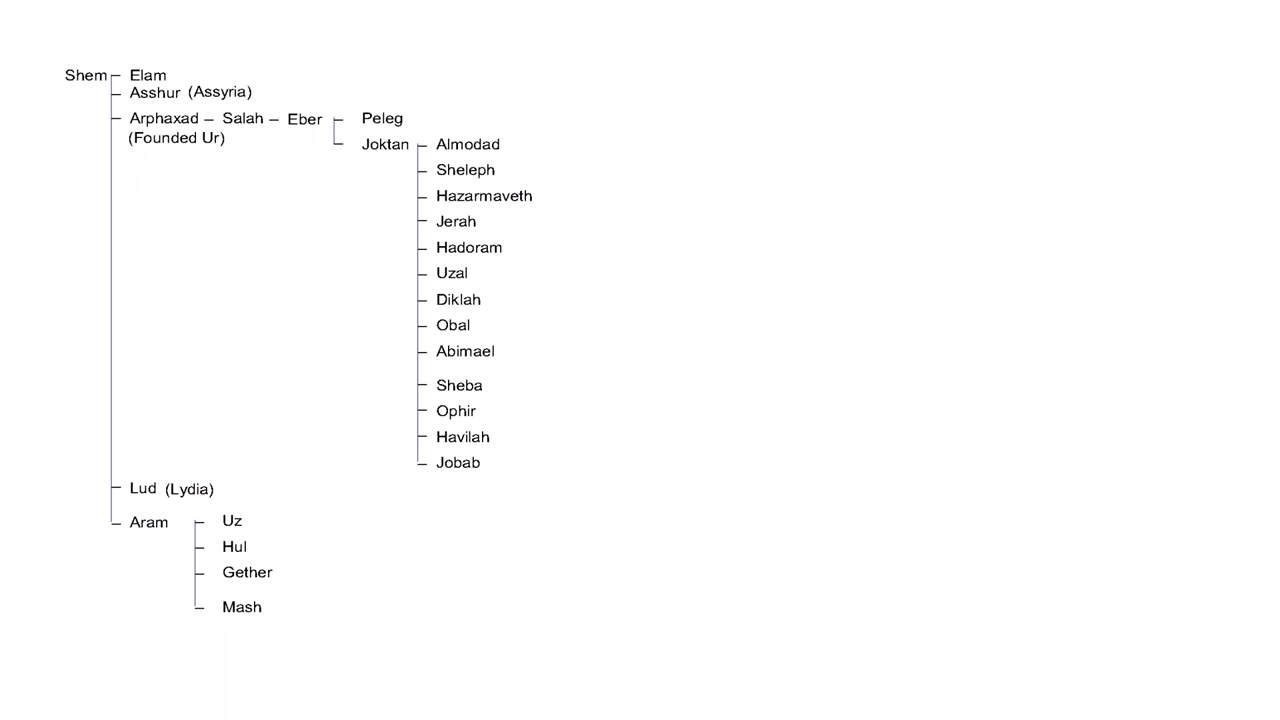 Shem Elam
Asshur (Assyria)
Arphaxad – Salah – Eber Peleg
(Founded Ur)
Joktan Almodad
Sheleph
Hazarmaveth
Jerah
Hadoram
Uzal
Diklah
Obal
Abimael
Sheba
Ophir
Havilah
Jobab
Lud (Lydia)
Aram Uz
Hul
Gether
Mash